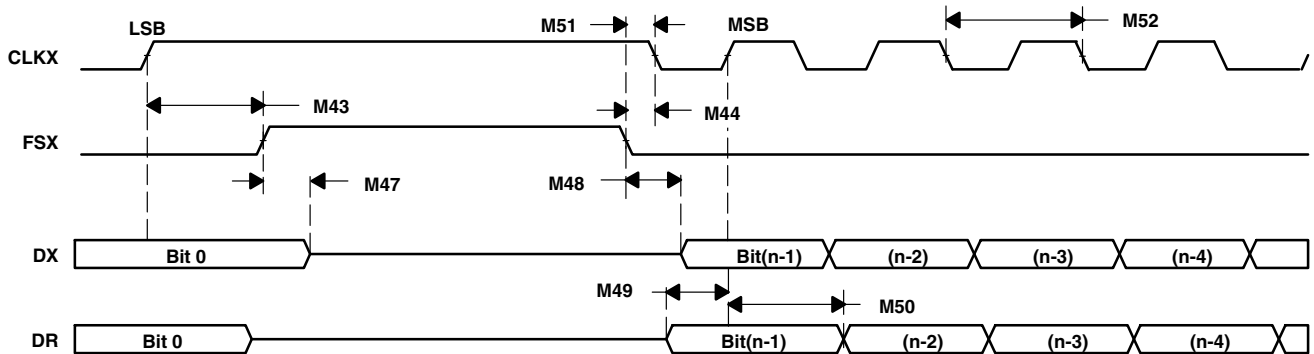 LSB M51 MSB M52
CLKX
M43 M44
FSX
M47 M48
DX Bit 0 Bit(n-1) (n-2) (n-3) (n-4)
M49 M50
DR Bit 0 Bit(n-1) (n-2) (n-3) (n-4)